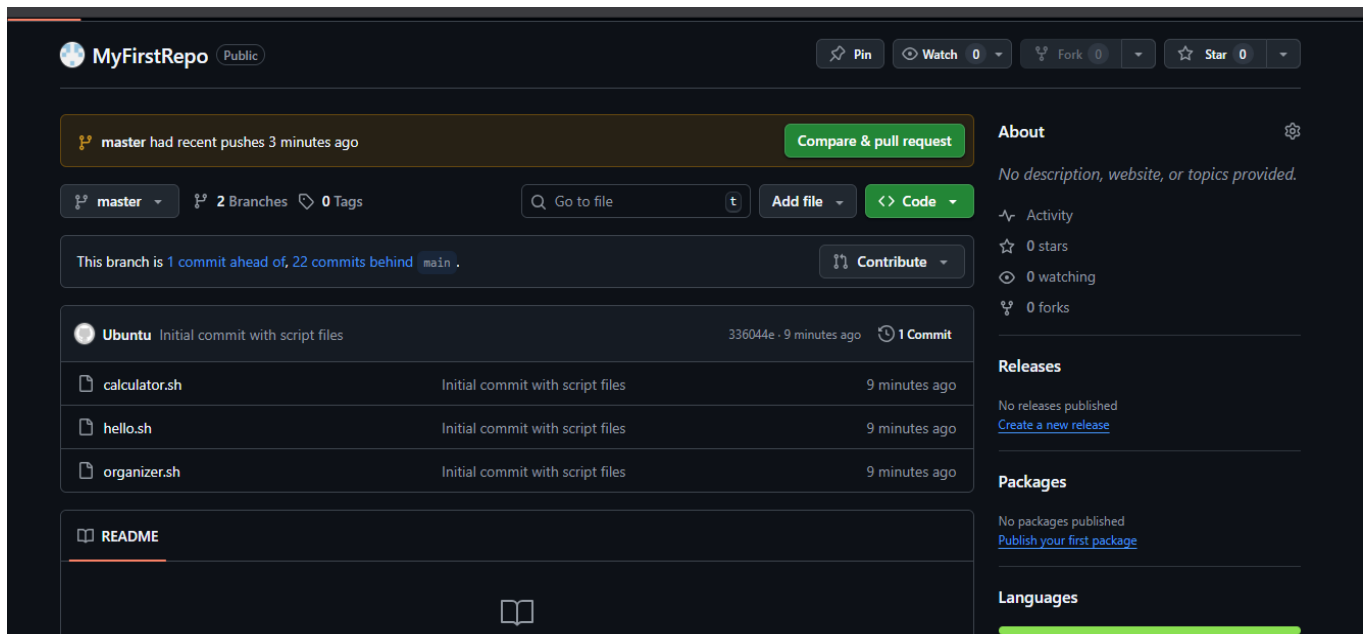 MyFirstRepo Public Pin Watch 0 Fork 0 Star 0
master had recent pushes 3 minutes ago Compare & pull request
master 2 Branches 0 Tags Go to file t Add file <> Code
This branch is 1 commit ahead of, 22 commits behind main .
Contribute
Ubuntu Initial commit with script files 336044e · 9 minutes ago 1 Commit
calculator.sh Initial commit with script files 9 minutes ago
hello.sh Initial commit with script files 9 minutes ago
organizer.sh Initial commit with script files 9 minutes ago
README
About
No description, website, or topics provided.
Activity
0 stars
0 watching
0 forks
Releases
No releases published
Create a new release
Packages
No packages published
Publish your first package
Languages